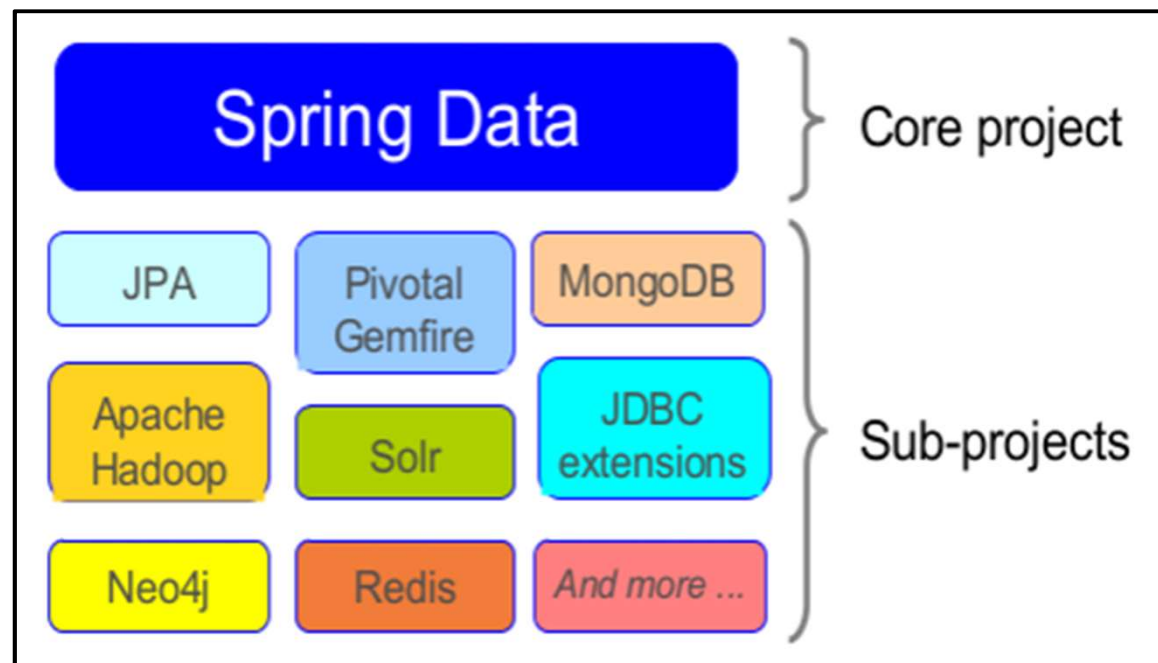 Spring Data
Core project
JPA
Pivotal
Gemfire
MongoDB
Apache
Hadoop
Solr
JDBC
extensions
Sub-projects
Neo4j
Redis
And more ...